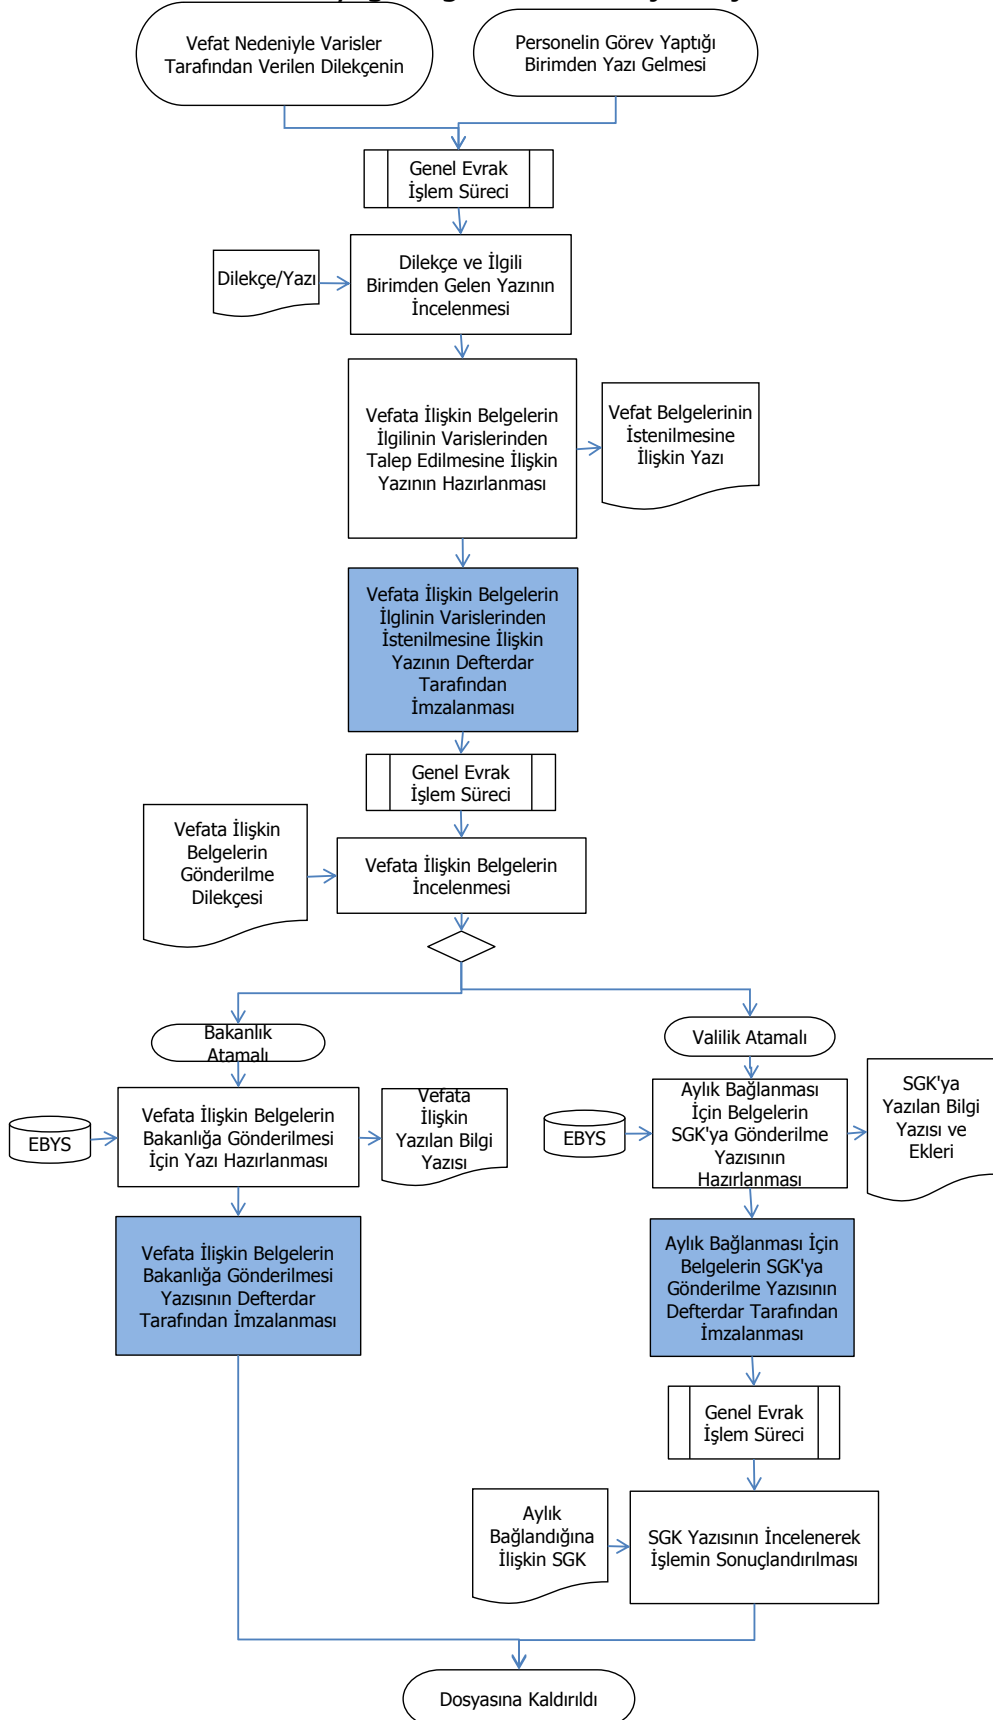 Vefat Nedeniyle Varisler
Tarafından Verilen Dilekçenin
Personelin Görev Yaptığı
Birimden Yazı Gelmesi
Genel Evrak
İşlem Süreci
Dilekçe/Yazı
Dilekçe ve İlgili
Birimden Gelen Yazının
İncelenmesi
Vefata İlişkin Belgelerin
İlgilinin Varislerinden
Talep Edilmesine İlişkin
Yazının Hazırlanması
Vefat Belgelerinin
İstenilmesine
İlişkin Yazı
Vefata İlişkin Belgelerin
İlglinin Varislerinden
İstenilmesine İlişkin
Yazının Defterdar
Tarafından
İmzalanması
Genel Evrak
İşlem Süreci
Vefata İlişkin
Belgelerin
Gönderilme
Dilekçesi
Vefata İlişkin Belgelerin
İncelenmesi
Bakanlık
Atamalı
Valilik Atamalı
EBYS
Vefata İlişkin Belgelerin
Bakanlığa Gönderilmesi
İçin Yazı Hazırlanması
Vefata
İlişkin
Yazılan Bilgi
Yazısı
EBYS
Aylık Bağlanması
İçin Belgelerin
SGK'ya Gönderilme
Yazısının
Hazırlanması
SGK'ya
Yazılan Bilgi
Yazısı ve
Ekleri
Vefata İlişkin Belgelerin
Bakanlığa Gönderilmesi
Yazısının Defterdar
Tarafından İmzalanması
Aylık Bağlanması İçin
Belgelerin SGK'ya
Gönderilme Yazısının
Defterdar Tarafından
İmzalanması
Genel Evrak
İşlem Süreci
Aylık
Bağlandığına
İlişkin SGK
SGK Yazısının İncelenerek
İşlemin Sonuçlandırılması
Dosyasına Kaldırıldı